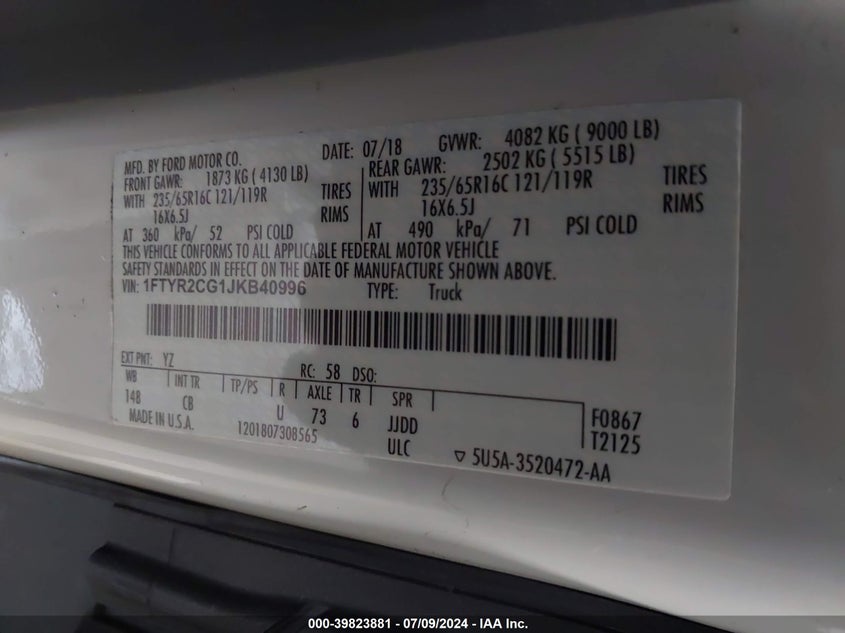 MFD. BY FORD MOTOR CO. DATE: 07/18 GVWR: 4082 KG ( 9000 LB)
FRONT GAWR: 1873 KG ( 4130 LB) REAR GAWR: 2502 KG ( 5515 LB)
WITH 235/65R16C 121/119R TIRES WITH 235/65R16C 121/119R TIRES
16X6.5J RIMS 16X6.5J RIMS
AT 360 kPa/ 52 PSI COLD AT 490 kPa/ 71 PSI COLD
THIS VEHICLE CONFORMS TO ALL APPLICABLE FEDERAL MOTOR VEHICLE
SAFETY STANDARDS IN EFFECT ON THE DATE OF MANUFACTURE SHOWN ABOVE.
VIN: 1FTYR2CG1JKB40996 TYPE: Truck
EXT PNT: YZ RC: 58 DSO:
WB INT TR TP/PS R AXLE TR SPR
148 CB U 73 6 JJDD F0867
MADE IN U.S.A. 1201807308565 ULC T2125
5U5A-3520472-AA
000-39823881 / 07/09/2024 - IAA Inc.